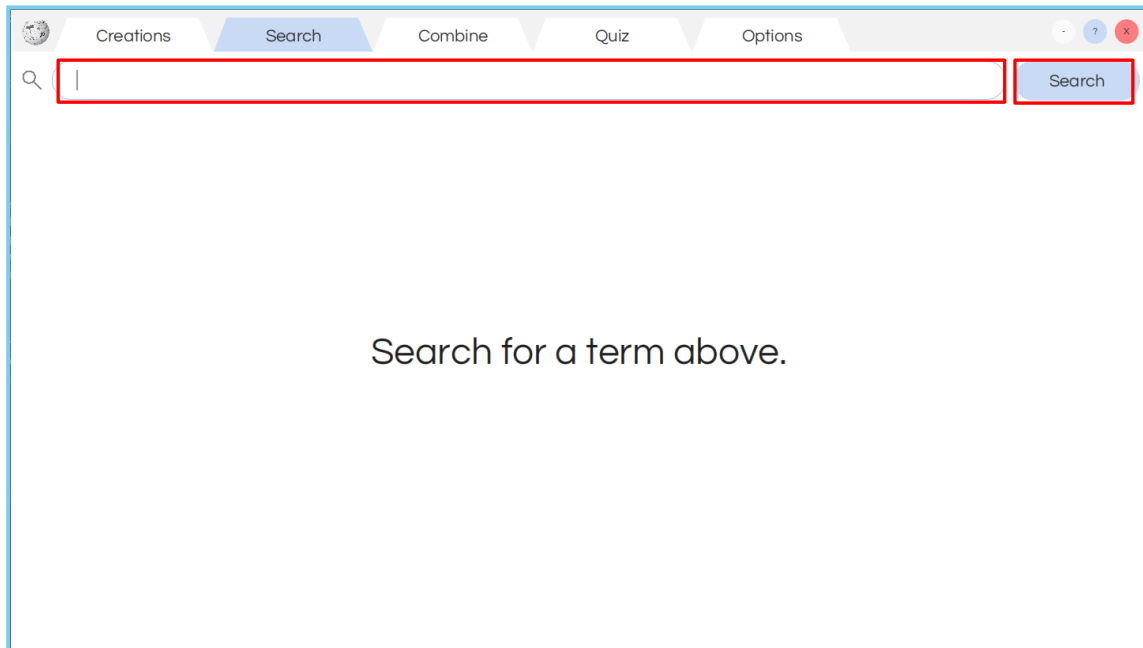 Creations Search Combine Quiz Options - ? x
Search
Search for a term above.